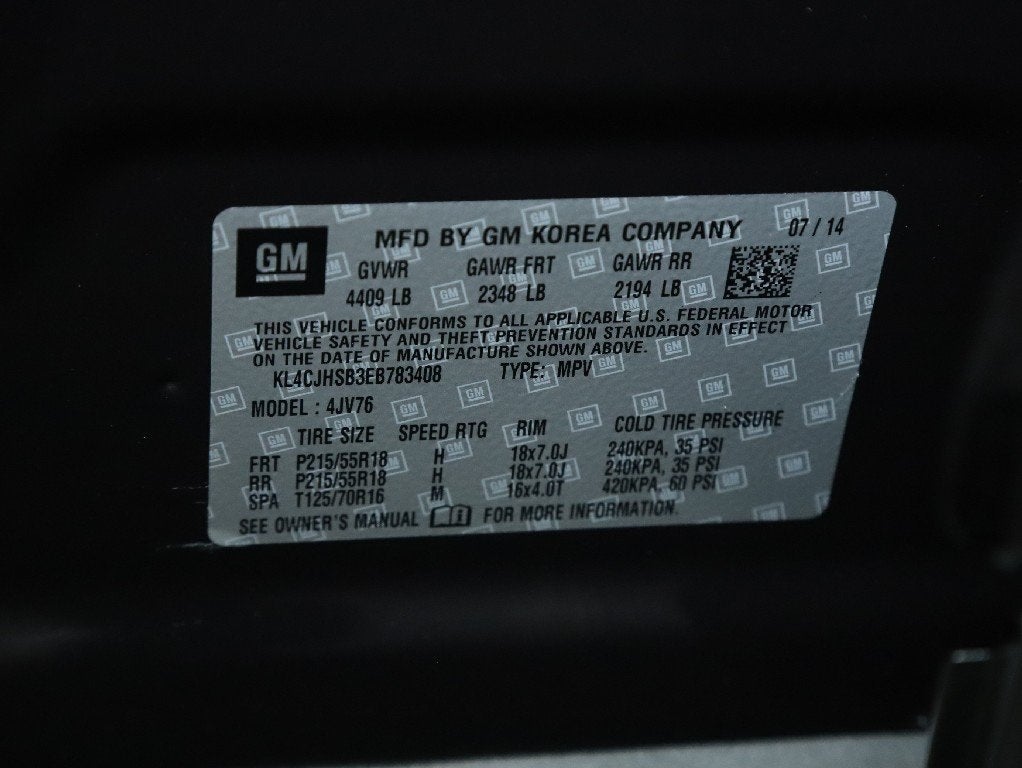 GM
MFD BY GM KOREA COMPANY 07 / 14
GVWR GAWR FRT GAWR RR
4409 LB 2348 LB 2194 LB
THIS VEHICLE CONFORMS TO ALL APPLICABLE U.S. FEDERAL MOTOR
VEHICLE SAFETY AND THEFT PREVENTION STANDARDS IN EFFECT
ON THE DATE OF MANUFACTURE SHOWN ABOVE.
KL4CJHSB3EB783408 TYPE: MPV
MODEL : 4JV76
TIRE SIZE SPEED RTG RIM COLD TIRE PRESSURE
FRT P215/55R18 H 18x7.0J 240KPA, 35 PSI
RR P215/55R18 H 18x7.0J 240KPA, 35 PSI
SPA T125/70R16 M 16x4.0T 420KPA, 60 PSI
SEE OWNER'S MANUAL FOR MORE INFORMATION.